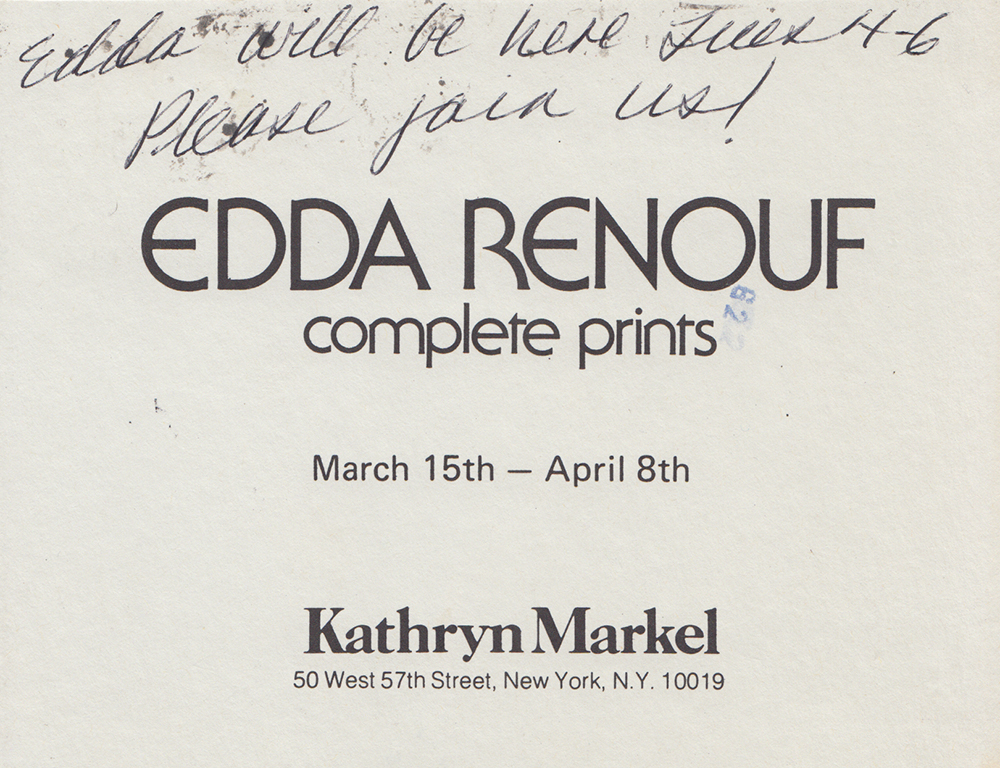 Edda will be here Tues 4-6
Please join us!
EDDA RENOUF
complete prints
62
March 15th — April 8th
Kathryn Markel
50 West 57th Street, New York, N.Y. 10019